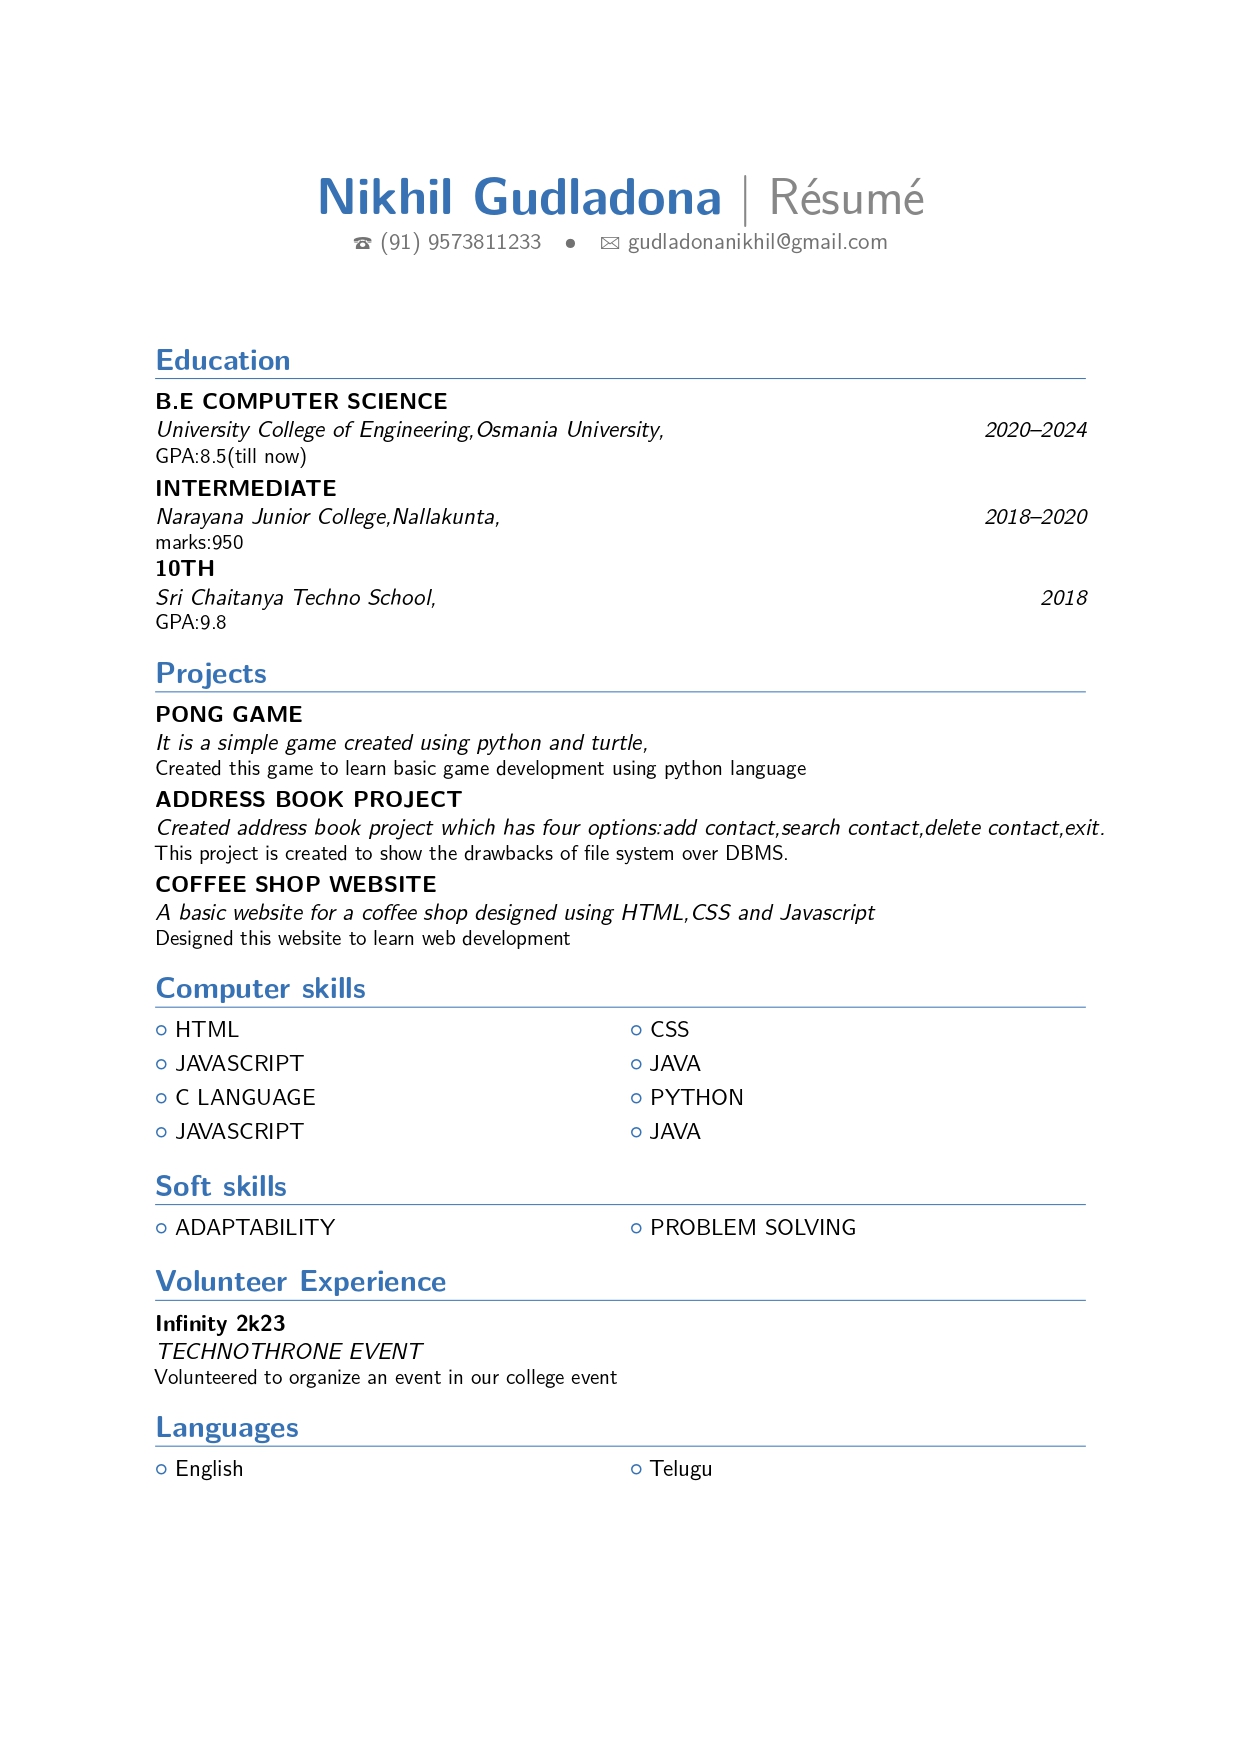 Nikhil Gudladona | Résumé
☎ (91) 9573811233 ● ✉ gudladonanikhil@gmail.com
Education
B.E COMPUTER SCIENCE
University College of Engineering,Osmania University, 2020–2024
GPA:8.5(till now)
INTERMEDIATE
Narayana Junior College,Nallakunta, 2018–2020
marks:950
10TH
Sri Chaitanya Techno School, 2018
GPA:9.8
Projects
PONG GAME
It is a simple game created using python and turtle,
Created this game to learn basic game development using python language
ADDRESS BOOK PROJECT
Created address book project which has four options:add contact,search contact,delete contact,exit.
This project is created to show the drawbacks of file system over DBMS.
COFFEE SHOP WEBSITE
A basic website for a coffee shop designed using HTML,CSS and Javascript
Designed this website to learn web development
Computer skills
○ HTML ○ CSS
○ JAVASCRIPT ○ JAVA
○ C LANGUAGE ○ PYTHON
○ JAVASCRIPT ○ JAVA
Soft skills
○ ADAPTABILITY ○ PROBLEM SOLVING
Volunteer Experience
Infinity 2k23
TECHNOTHRONE EVENT
Volunteered to organize an event in our college event
Languages
○ English ○ Telugu